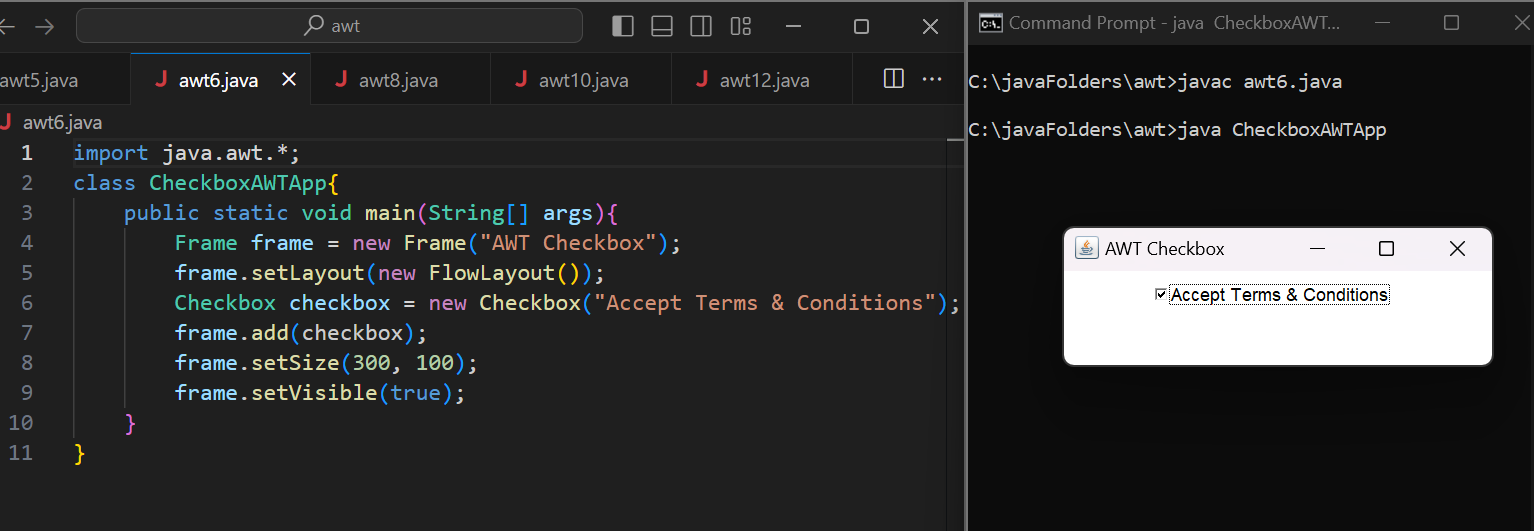 awt
awt5.java
awt6.java
awt8.java
awt10.java
awt12.java
awt6.java
1 import java.awt.*;
2 class CheckboxAWTApp{
3 public static void main(String[] args){
4 Frame frame = new Frame("AWT Checkbox");
5 frame.setLayout(new FlowLayout());
6 Checkbox checkbox = new Checkbox("Accept Terms & Conditions");
7 frame.add(checkbox);
8 frame.setSize(300, 100);
9 frame.setVisible(true);
10 }
11 }
Command Prompt - java CheckboxAWT...
C:\javaFolders\awt>javac awt6.java
C:\javaFolders\awt>java CheckboxAWTApp
AWT Checkbox
Accept Terms & Conditions